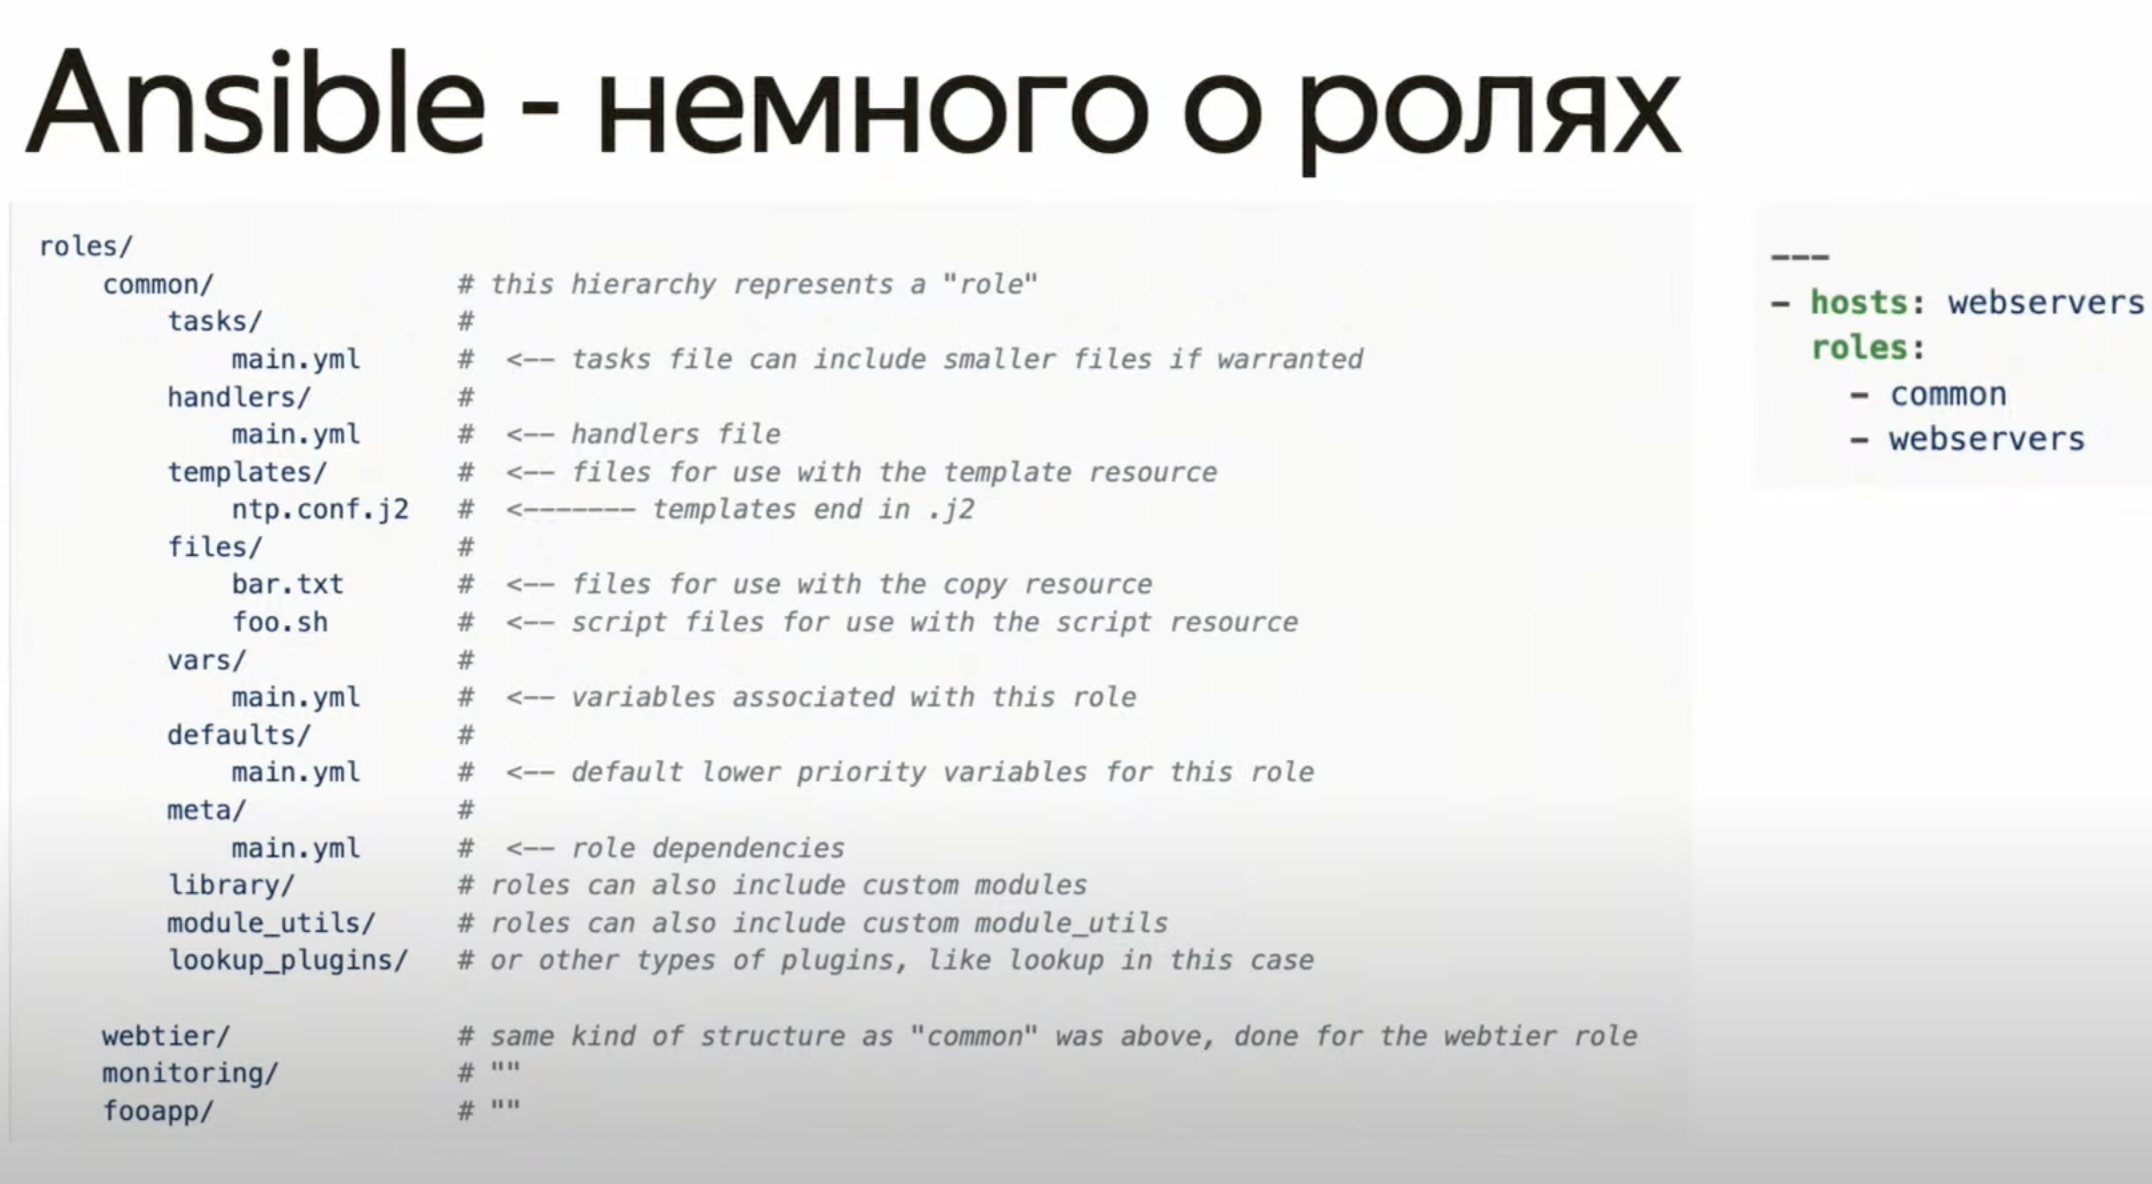 Ansible - немного о ролях
roles/
    common/               # this hierarchy represents a "role"
        tasks/            #
            main.yml      #  <-- tasks file can include smaller files if warranted
        handlers/         #
            main.yml      #  <-- handlers file
        templates/        #  <-- files for use with the template resource
            ntp.conf.j2   #  <------- templates end in .j2
        files/            #
            bar.txt       #  <-- files for use with the copy resource
            foo.sh        #  <-- script files for use with the script resource
        vars/             #
            main.yml      #  <-- variables associated with this role
        defaults/         #
            main.yml      #  <-- default lower priority variables for this role
        meta/             #
            main.yml      #  <-- role dependencies
        library/          # roles can also include custom modules
        module_utils/     # roles can also include custom module_utils
        lookup_plugins/   # or other types of plugins, like lookup in this case
    webtier/              # same kind of structure as "common" was above, done for the webtier role
    monitoring/           # ""
    fooapp/               # ""
---
- hosts: webservers
  roles:
    - common
    - webservers